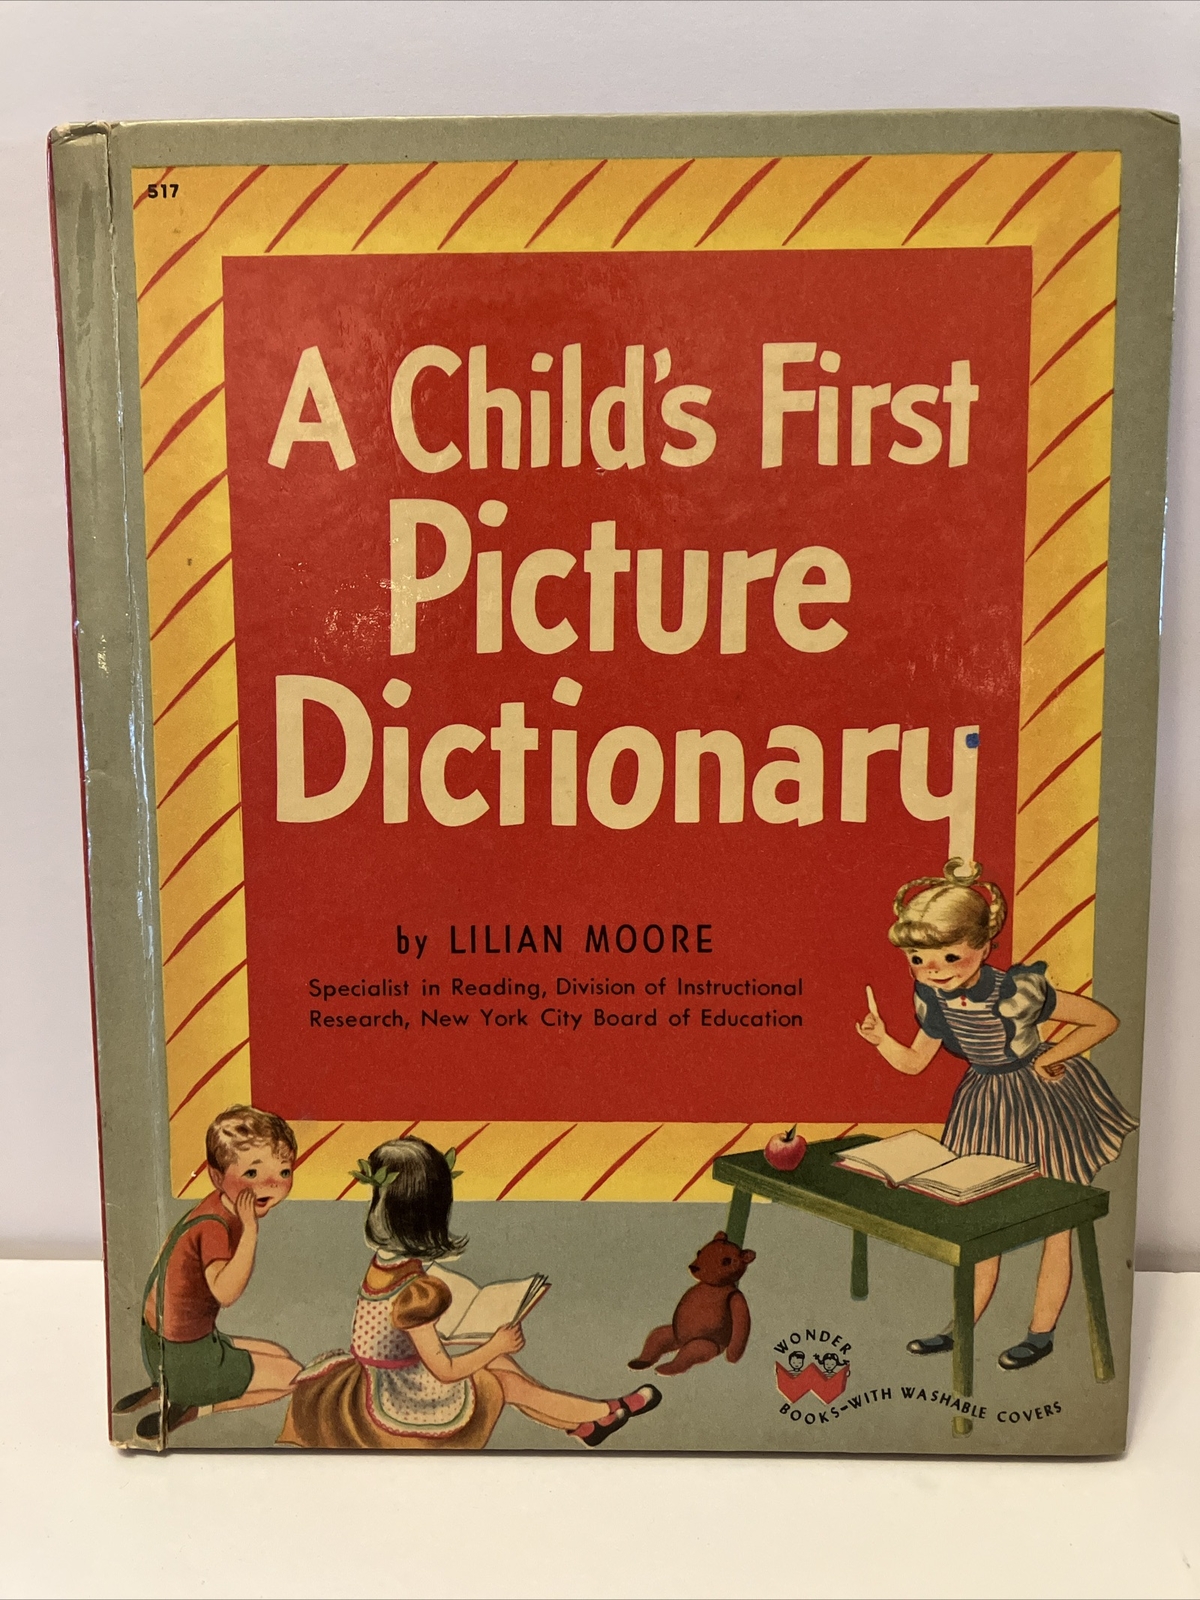 517
A Child's First
Picture
Dictionary
by LILIAN MOORE
Specialist in Reading, Division of Instructional
Research, New York City Board of Education
WONDER
BOOKS-WITH WASHABLE COVERS